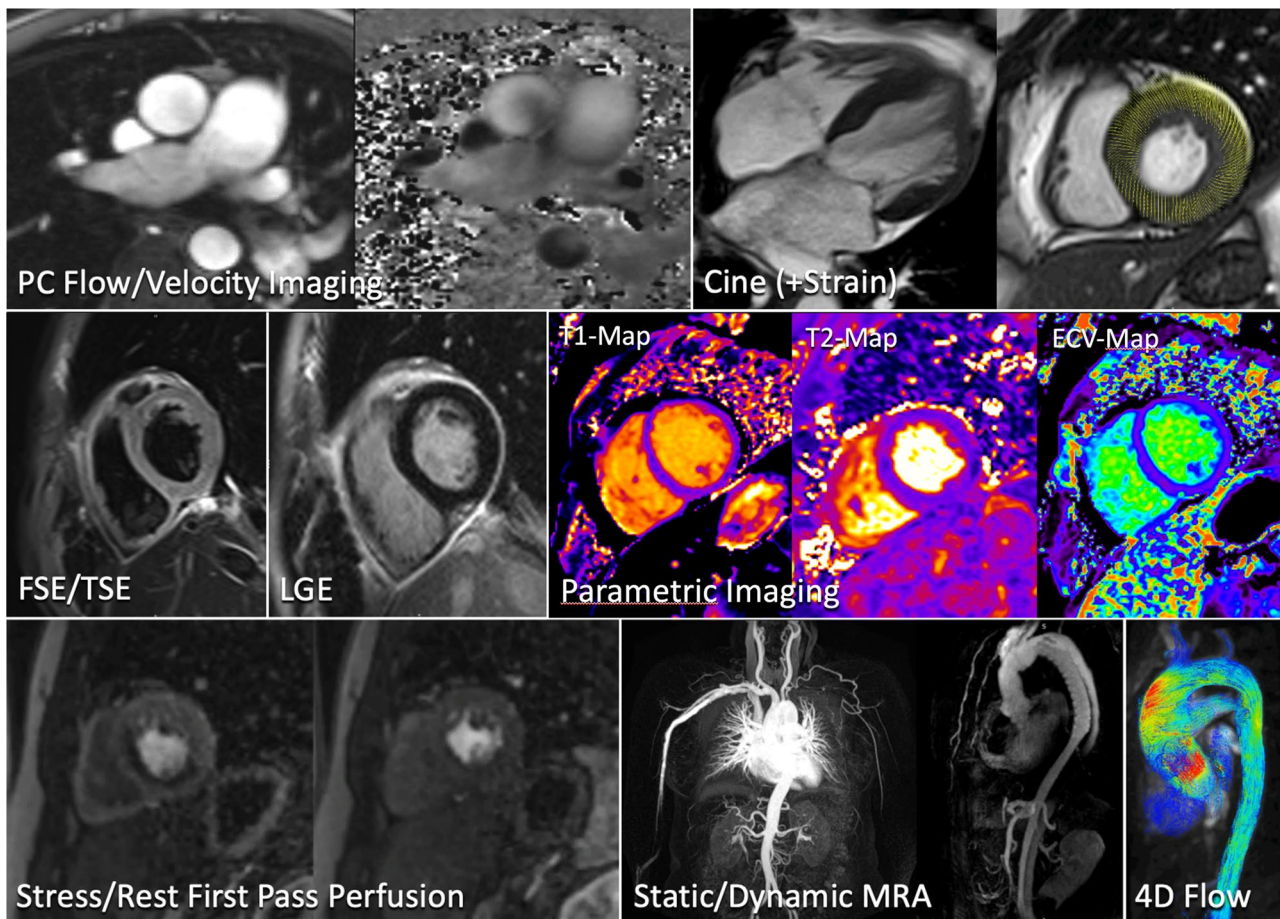 PC Flow/Velocity Imaging
Cine (+Strain)
FSE/TSE
LGE
T1-Map
T2-Map
ECV-Map
Parametric Imaging
Stress/Rest First Pass Perfusion
S
Static/Dynamic MRA
4D Flow